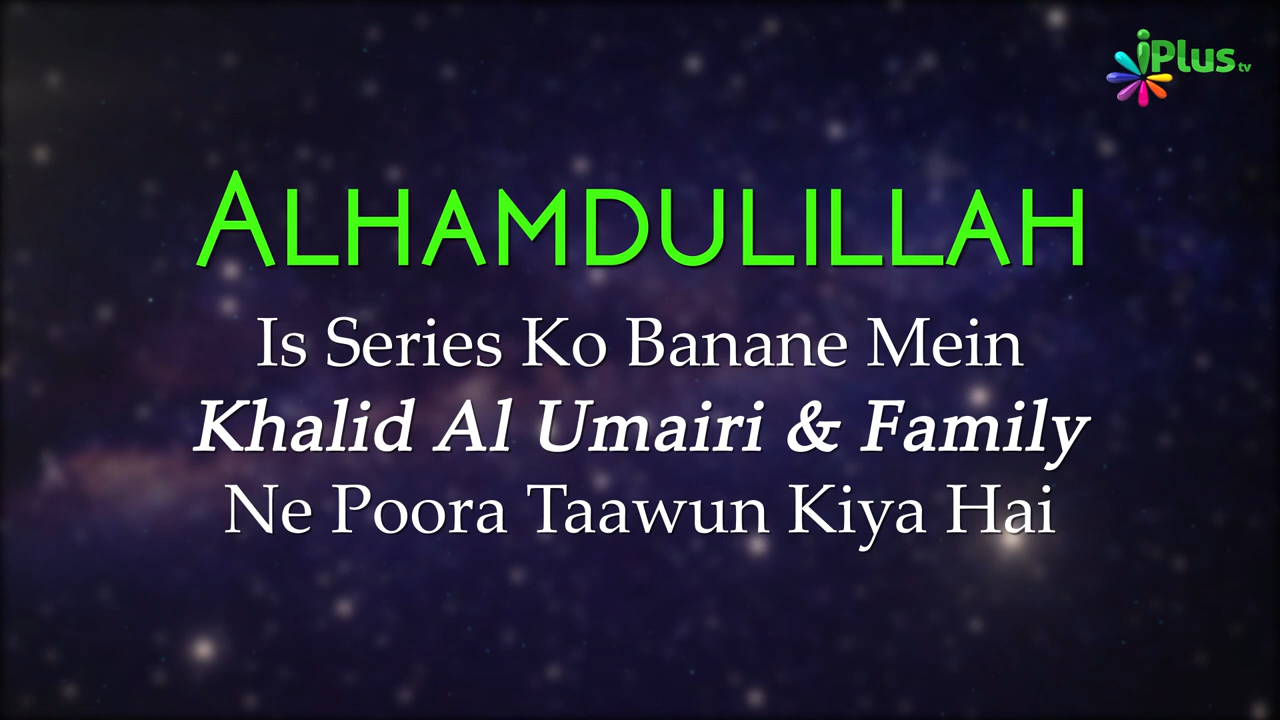 iPlus tv
ALHAMDULILLAH
Is Series Ko Banane Mein
Khalid Al Umairi & Family
Ne Poora Taawun Kiya Hai